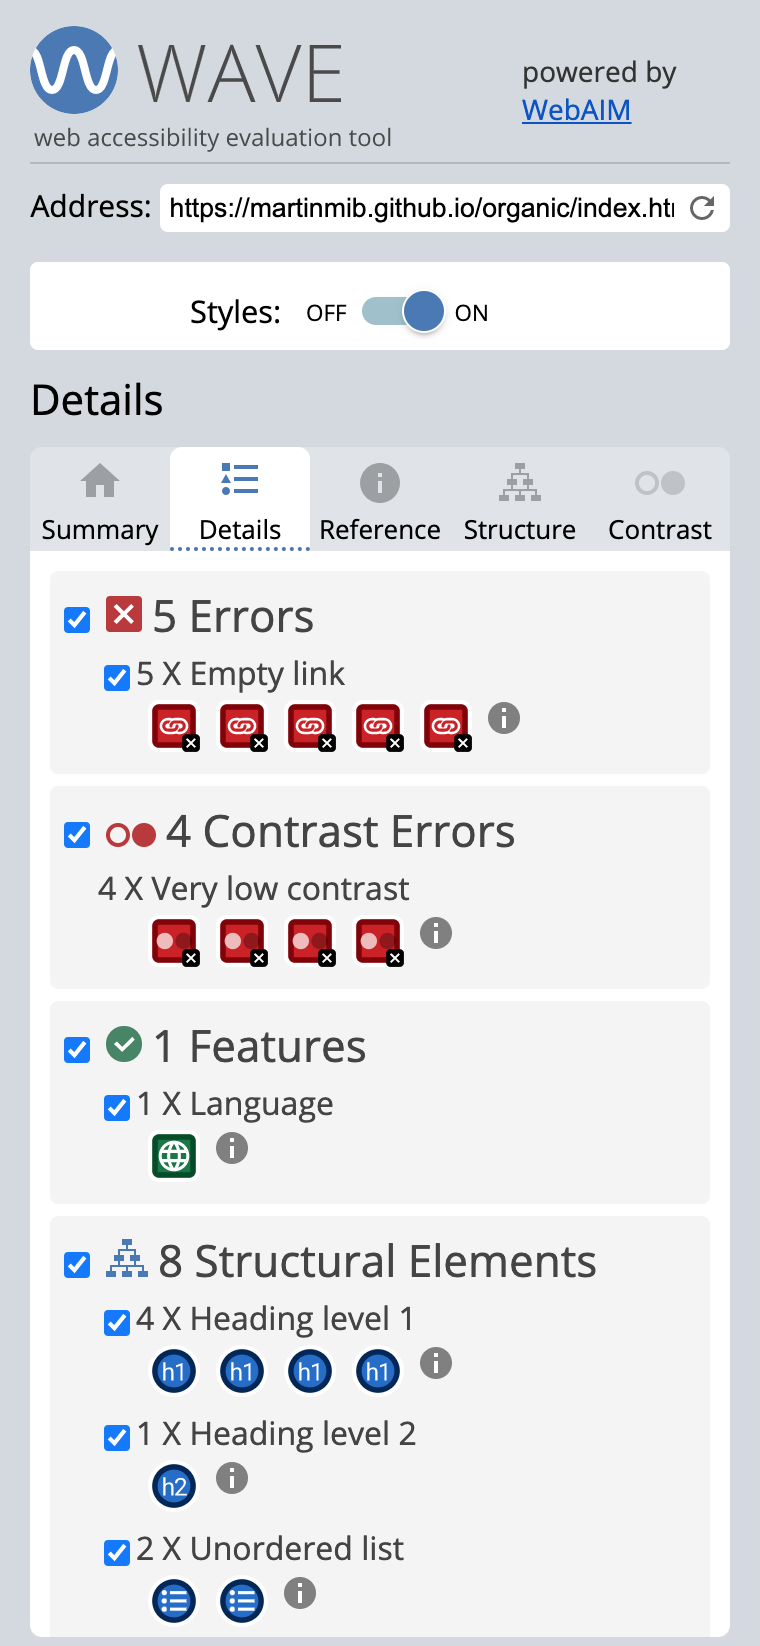 WAVE
web accessibility evaluation tool
powered by
WebAIM
Address: https://martinmib.github.io/organic/index.ht
Styles: OFF ON
Details
Summary Details Reference Structure Contrast
5 Errors
5 X Empty link
4 Contrast Errors
4 X Very low contrast
1 Features
1 X Language
8 Structural Elements
4 X Heading level 1
h1 h1 h1 h1
1 X Heading level 2
h2
2 X Unordered list